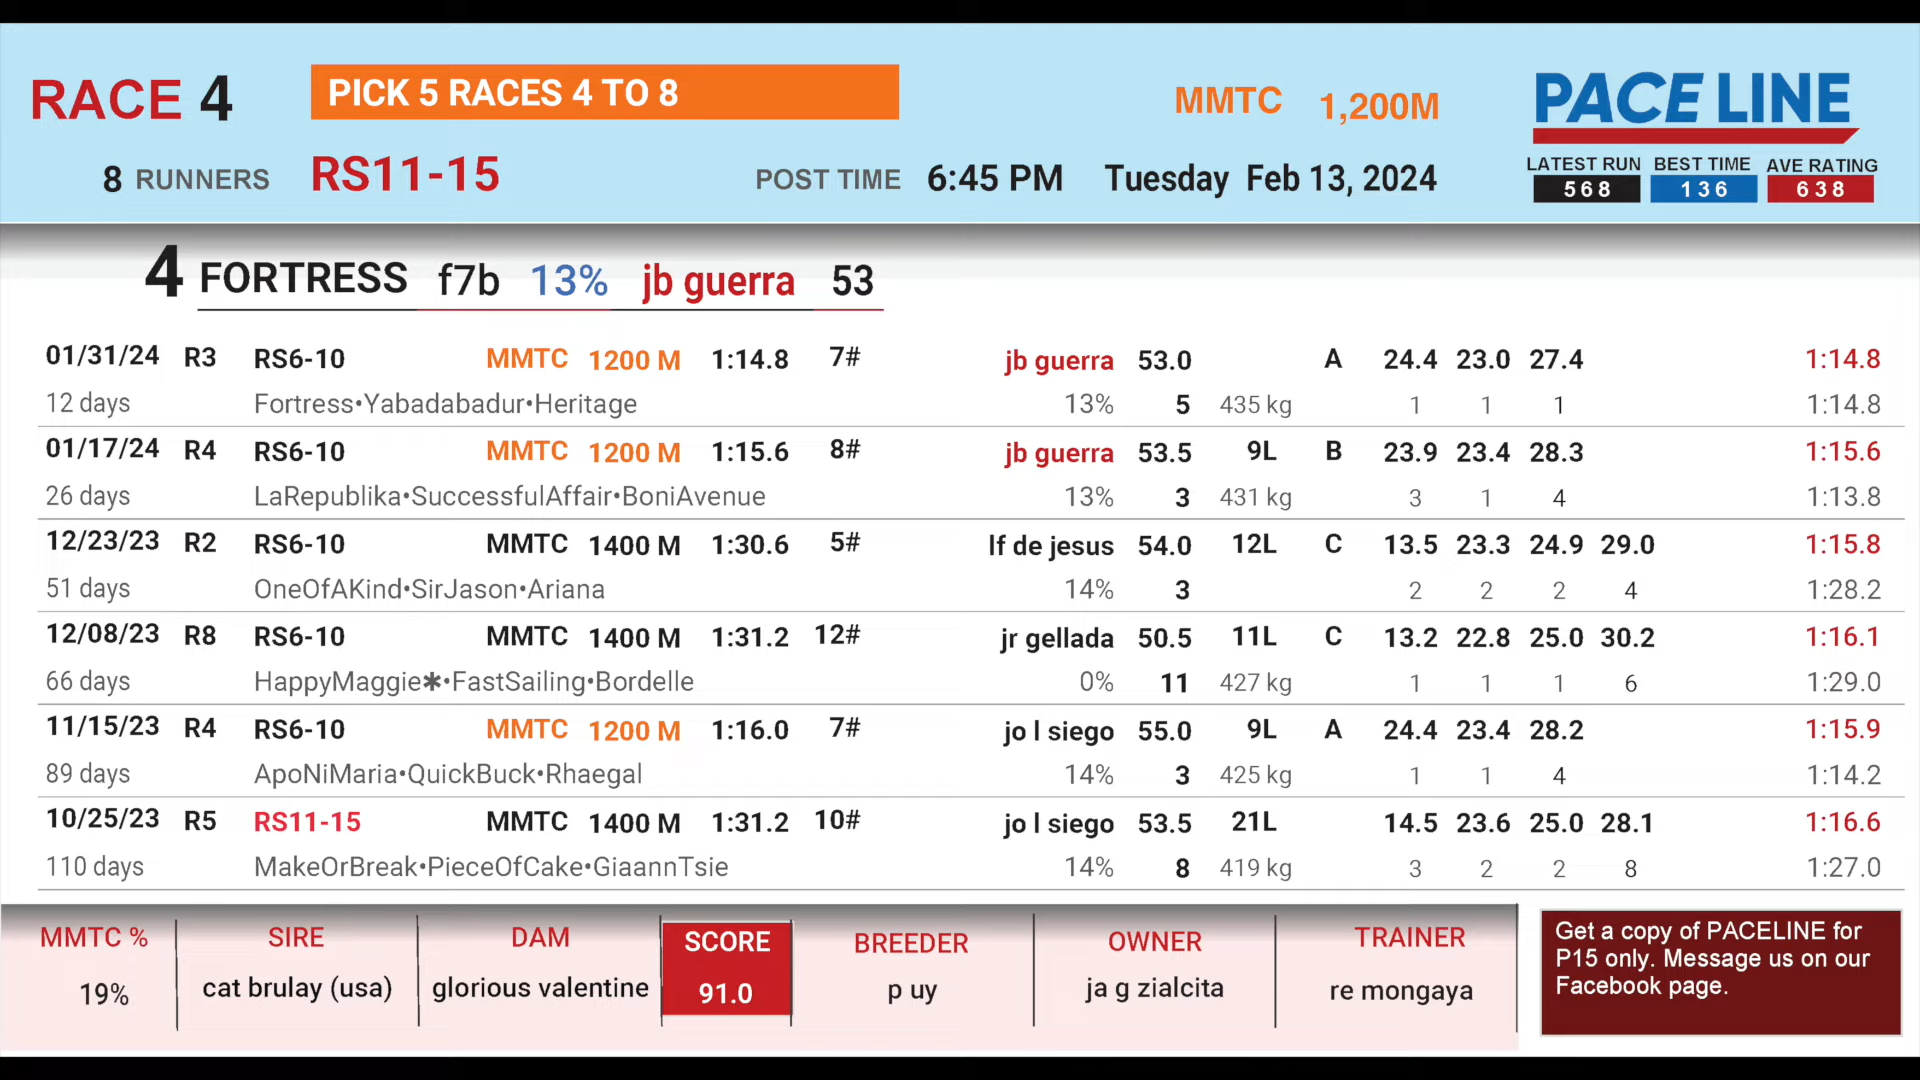 RACE 4
PICK 5 RACES 4 TO 8
MMTC 1,200M
PACE LINE
8 RUNNERS RS11-15 POST TIME 6:45 PM Tuesday Feb 13, 2024
LATEST RUN BEST TIME AVE RATING
568 136 638
4 FORTRESS f7b 13% jb guerra 53
01/31/24 R3 RS6-10 MMTC 1200 M 1:14.8 7# jb guerra 53.0 A 24.4 23.0 27.4 1:14.8
12 days Fortress•Yabadabadur•Heritage 13% 5 435 kg 1 1 1 1:14.8
01/17/24 R4 RS6-10 MMTC 1200 M 1:15.6 8# jb guerra 53.5 9L B 23.9 23.4 28.3 1:15.6
26 days LaRepublika•SuccessfulAffair•BoniAvenue 13% 3 431 kg 3 1 4 1:13.8
12/23/23 R2 RS6-10 MMTC 1400 M 1:30.6 5# lf de jesus 54.0 12L C 13.5 23.3 24.9 29.0 1:15.8
51 days OneOfAKind•SirJason•Ariana 14% 3 2 2 2 4 1:28.2
12/08/23 R8 RS6-10 MMTC 1400 M 1:31.2 12# jr gellada 50.5 11L C 13.2 22.8 25.0 30.2 1:16.1
66 days HappyMaggie✱•FastSailing•Bordelle 0% 11 427 kg 1 1 1 6 1:29.0
11/15/23 R4 RS6-10 MMTC 1200 M 1:16.0 7# jo l siego 55.0 9L A 24.4 23.4 28.2 1:15.9
89 days ApoNiMaria•QuickBuck•Rhaegal 14% 3 425 kg 1 1 4 1:14.2
10/25/23 R5 RS11-15 MMTC 1400 M 1:31.2 10# jo l siego 53.5 21L 14.5 23.6 25.0 28.1 1:16.6
110 days MakeOrBreak•PieceOfCake•GiaannTsie 14% 8 419 kg 3 2 2 8 1:27.0
MMTC % SIRE DAM SCORE BREEDER OWNER TRAINER
19% cat brulay (usa) glorious valentine 91.0 p uy ja g zialcita re mongaya
Get a copy of PACELINE for
P15 only. Message us on our
Facebook page.